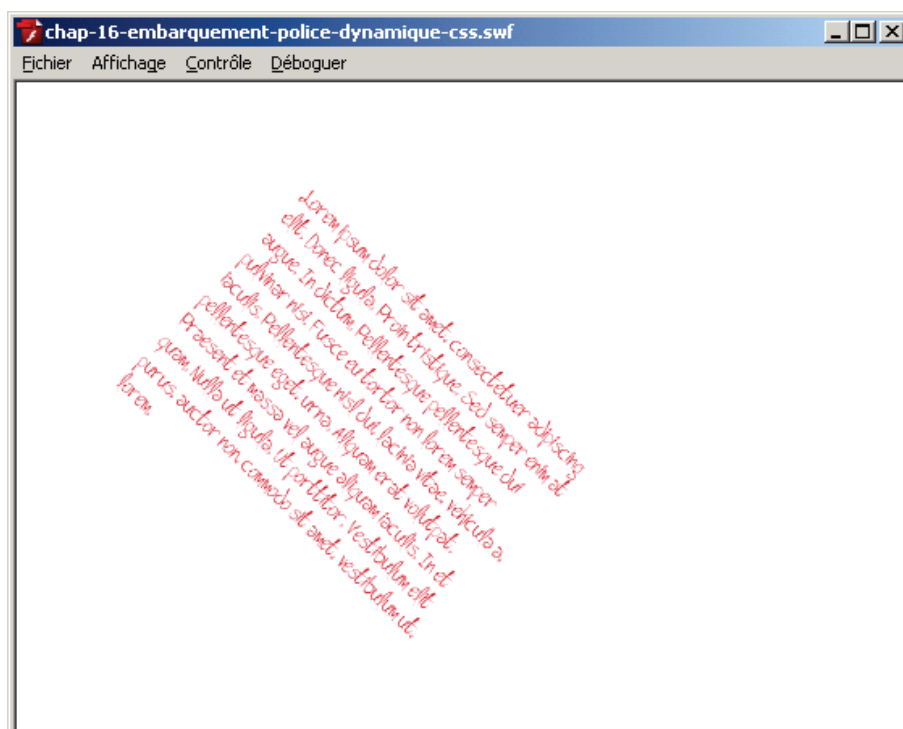 chap-16-embarquement-police-dynamique-css.swf
Fichier Affichage Contrôle Déboguer
Lorem ipsum dolor sit amet, consectetuer adipiscing
elit. Donec ligula. Proin tristique. Sed semper enim at
augue. In dictum. Pellentesque pellentesque dui
pulvinar nisi. Fusce eu tortor non lorem semper
iaculis. Pellentesque nisl dui, lacinia vitae, vehicula a,
pellentesque eget, urna. Aliquam erat volutpat.
Praesent et massa vel augue aliquam iaculis. In et
quam. Nulla ut ligula. Ut porttitor. Vestibulum elit
purus, auctor non, commodo sit amet, vestibulum ut,
lorem.